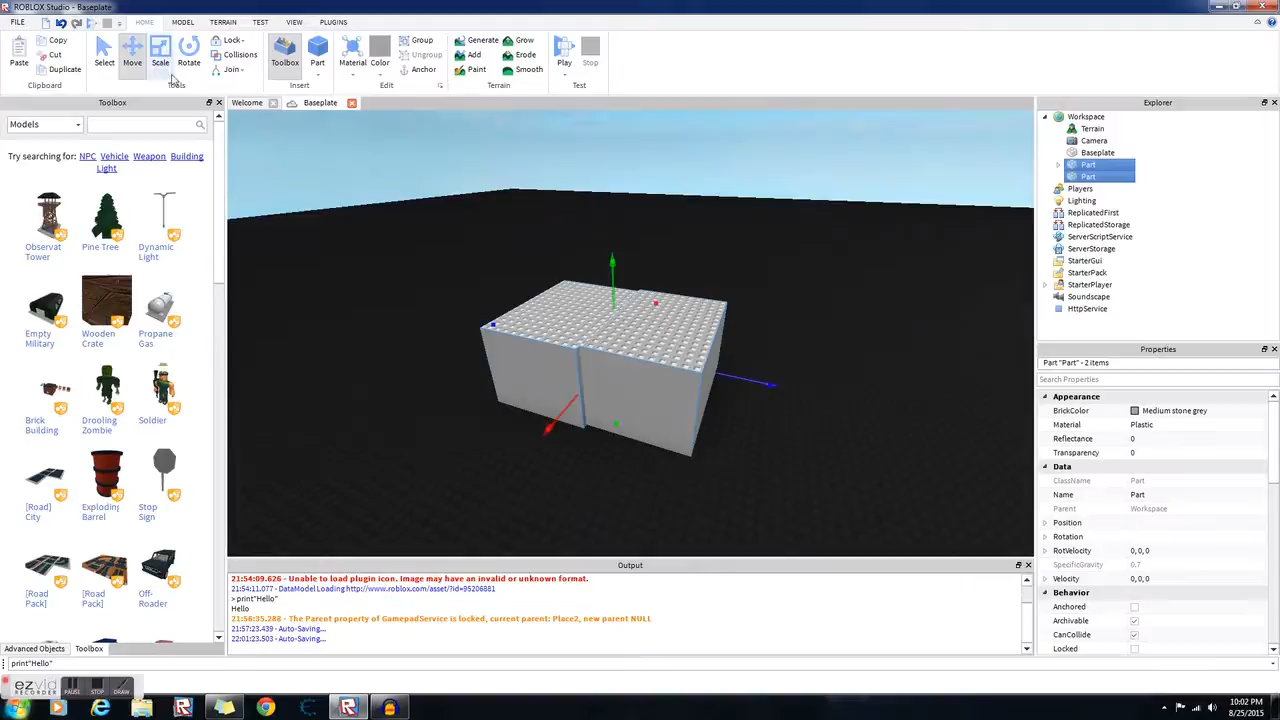 ROBLOX Studio - Baseplate
FILE HOME MODEL TERRAIN TEST VIEW PLUGINS
Paste Copy Cut Duplicate Clipboard
Select Move Scale Rotate Lock Collisions Join Tools
Toolbox Part Insert
Material Color Group Ungroup Anchor Edit
Generate Add Paint Grow Erode Smooth Terrain
Play Stop Test
Toolbox
Welcome Baseplate
Models
Try searching for: NPC Vehicle Weapon Building
Light
Observat Tower
Pine Tree
Dynamic Light
Empty Military
Wooden Crate
Propane Gas
Brick Building
Drooling Zombie
Soldier
[Road] City
Exploding Barrel
Stop Sign
[Road Pack]
[Road Pack]
Off-Roader
Advanced Objects Toolbox
Explorer
Workspace
Terrain
Camera
Baseplate
Part
Part
Players
Lighting
ReplicatedFirst
ReplicatedStorage
ServerScriptService
ServerStorage
StarterGui
StarterPack
StarterPlayer
Soundscape
HttpService
Properties
Part "Part" - 2 items
Search Properties
Appearance
BrickColor Medium stone grey
Material Plastic
Reflectance 0
Transparency 0
Data
ClassName Part
Name Part
Parent Workspace
Position
Rotation
RotVelocity 0, 0, 0
SpecificGravity 0.7
Velocity 0, 0, 0
Behavior
Anchored
Archivable
CanCollide
Locked
Output
21:54:09.626 - Unable to load plugin icon. Image may have an invalid or unknown format.
21:54:11.077 - DataModel Loading http://www.roblox.com/asset/?id=95206881
> print"Hello"
Hello
21:56:35.288 - The Parent property of GamepadService is locked, current parent: Place2, new parent NULL
21:57:23.439 - Auto-Saving...
22:01:23.503 - Auto-Saving...
print"Hello"
ezvid
RECORDER
PAUSE STOP DRAW
10:02 PM
8/25/2015